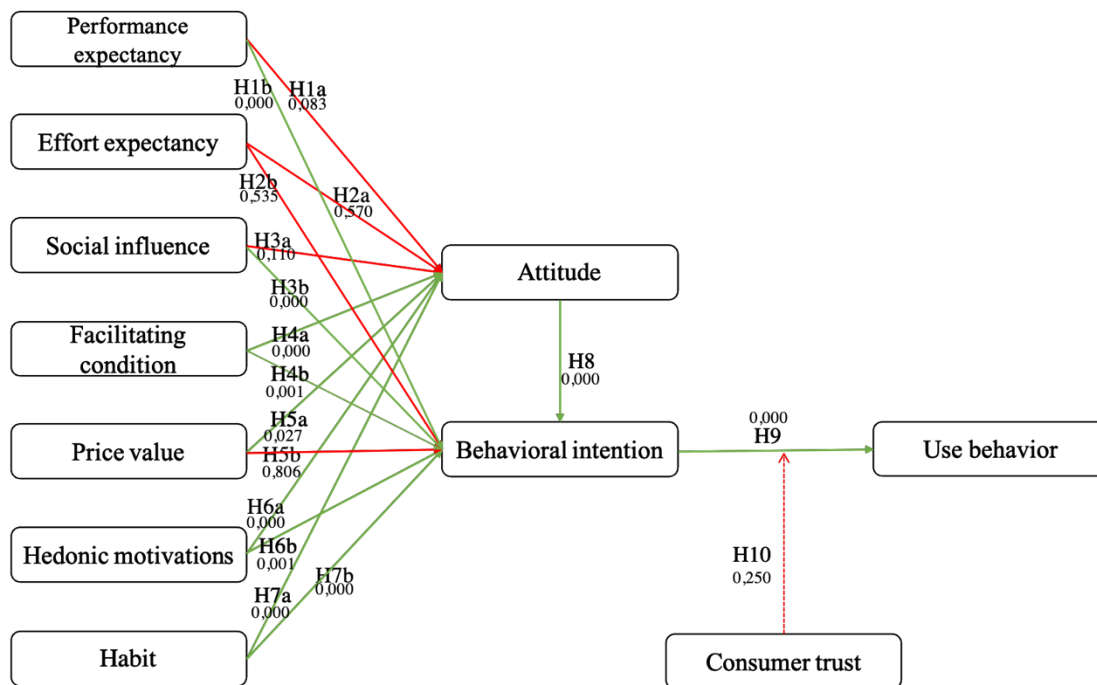 Performance
expectancy
H1b
0,000
H1a
0,083
Effort expectancy
H2b
0,535
H2a
0,570
Social influence
H3a
0,110
H3b
0,000
Attitude
Facilitating
condition
H4a
0,000
H4b
0,001
H8
0,000
Price value
H5a
0,027
H5b
0,806
Behavioral intention
0,000
H9
Use behavior
Hedonic motivations
H6a
0,000
H6b
0,001
H7b
0,000
H7a
0,000
H10
0,250
Habit
Consumer trust